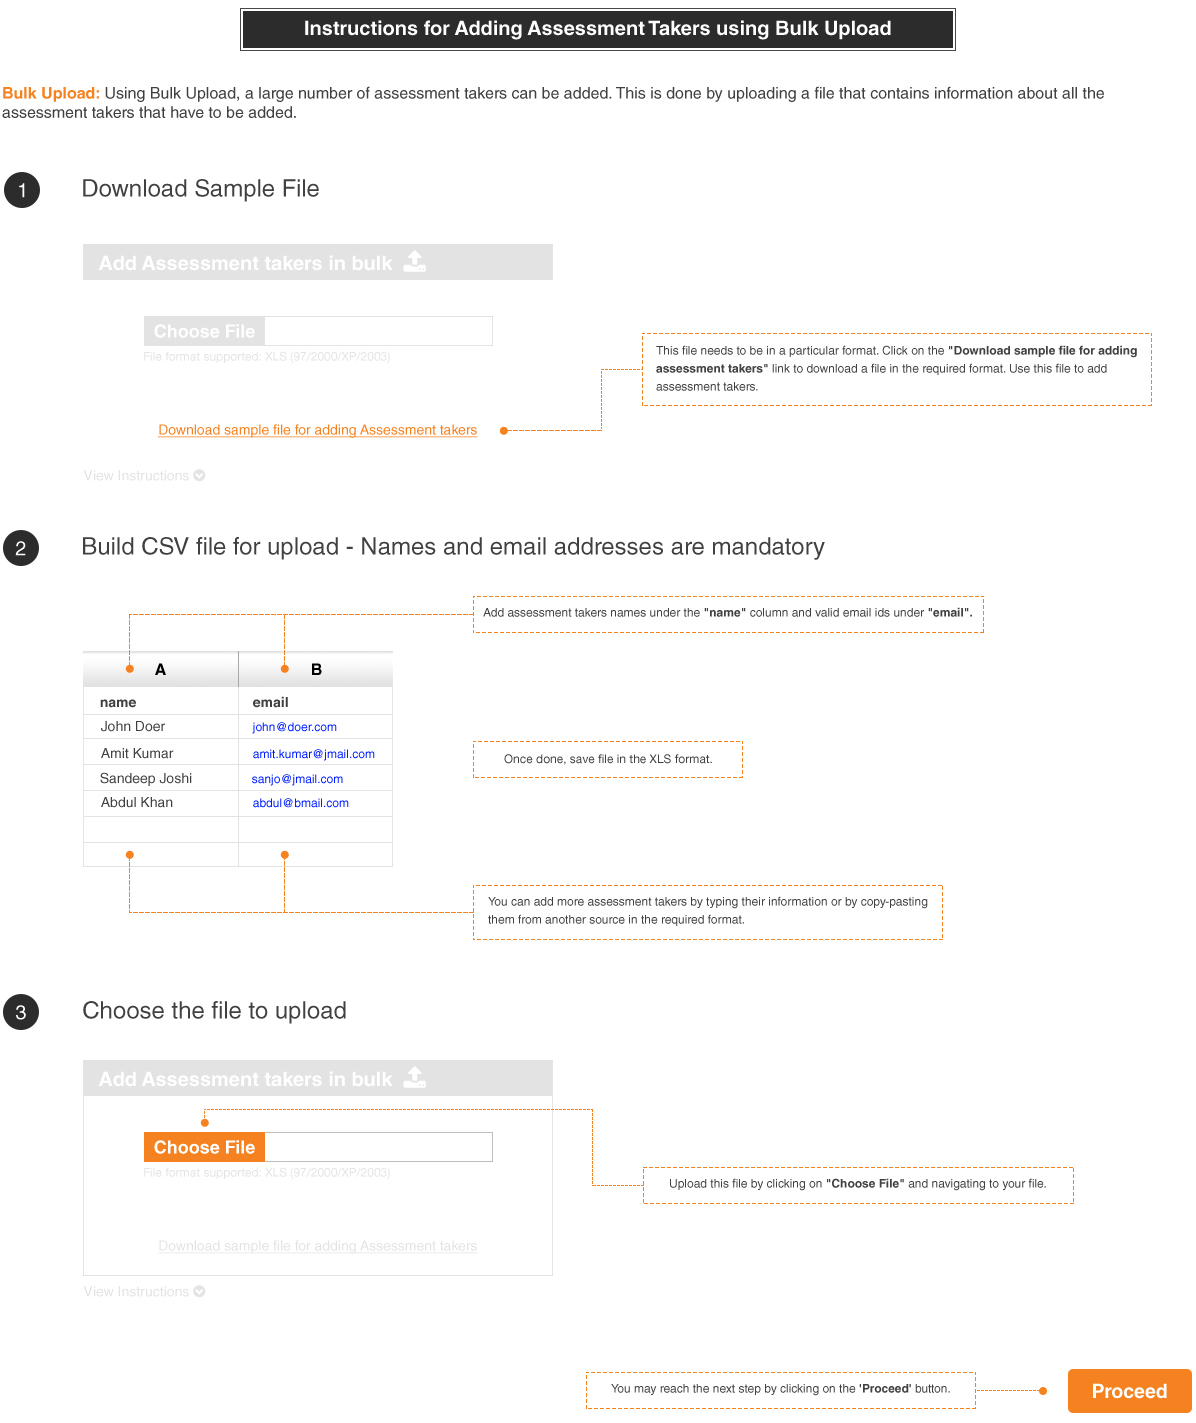 Instructions for Adding Assessment Takers using Bulk Upload
Bulk Upload: Using Bulk Upload, a large number of assessment takers can be added. This is done by uploading a file that contains information about all the
assessment takers that have to be added.
1 Download Sample File
Add Assessment takers in bulk
Choose File
File format supported: XLS (97/2000/XP/2003)
This file needs to be in a particular format. Click on the "Download sample file for adding
assessment takers" link to download a file in the required format. Use this file to add
assessment takers.
Download sample file for adding Assessment takers
View Instructions
2 Build CSV file for upload - Names and email addresses are mandatory
Add assessment takers names under the "name" column and valid email ids under "email".
A B
name email
John Doer john@doer.com
Amit Kumar amit.kumar@jmail.com
Sandeep Joshi sanjo@jmail.com
Abdul Khan abdul@bmail.com
Once done, save file in the XLS format.
You can add more assessment takers by typing their information or by copy-pasting
them from another source in the required format.
3 Choose the file to upload
Add Assessment takers in bulk
Choose File
File format supported: XLS (97/2000/XP/2003)
Upload this file by clicking on "Choose File" and navigating to your file.
Download sample file for adding Assessment takers
View Instructions
You may reach the next step by clicking on the 'Proceed' button.
Proceed